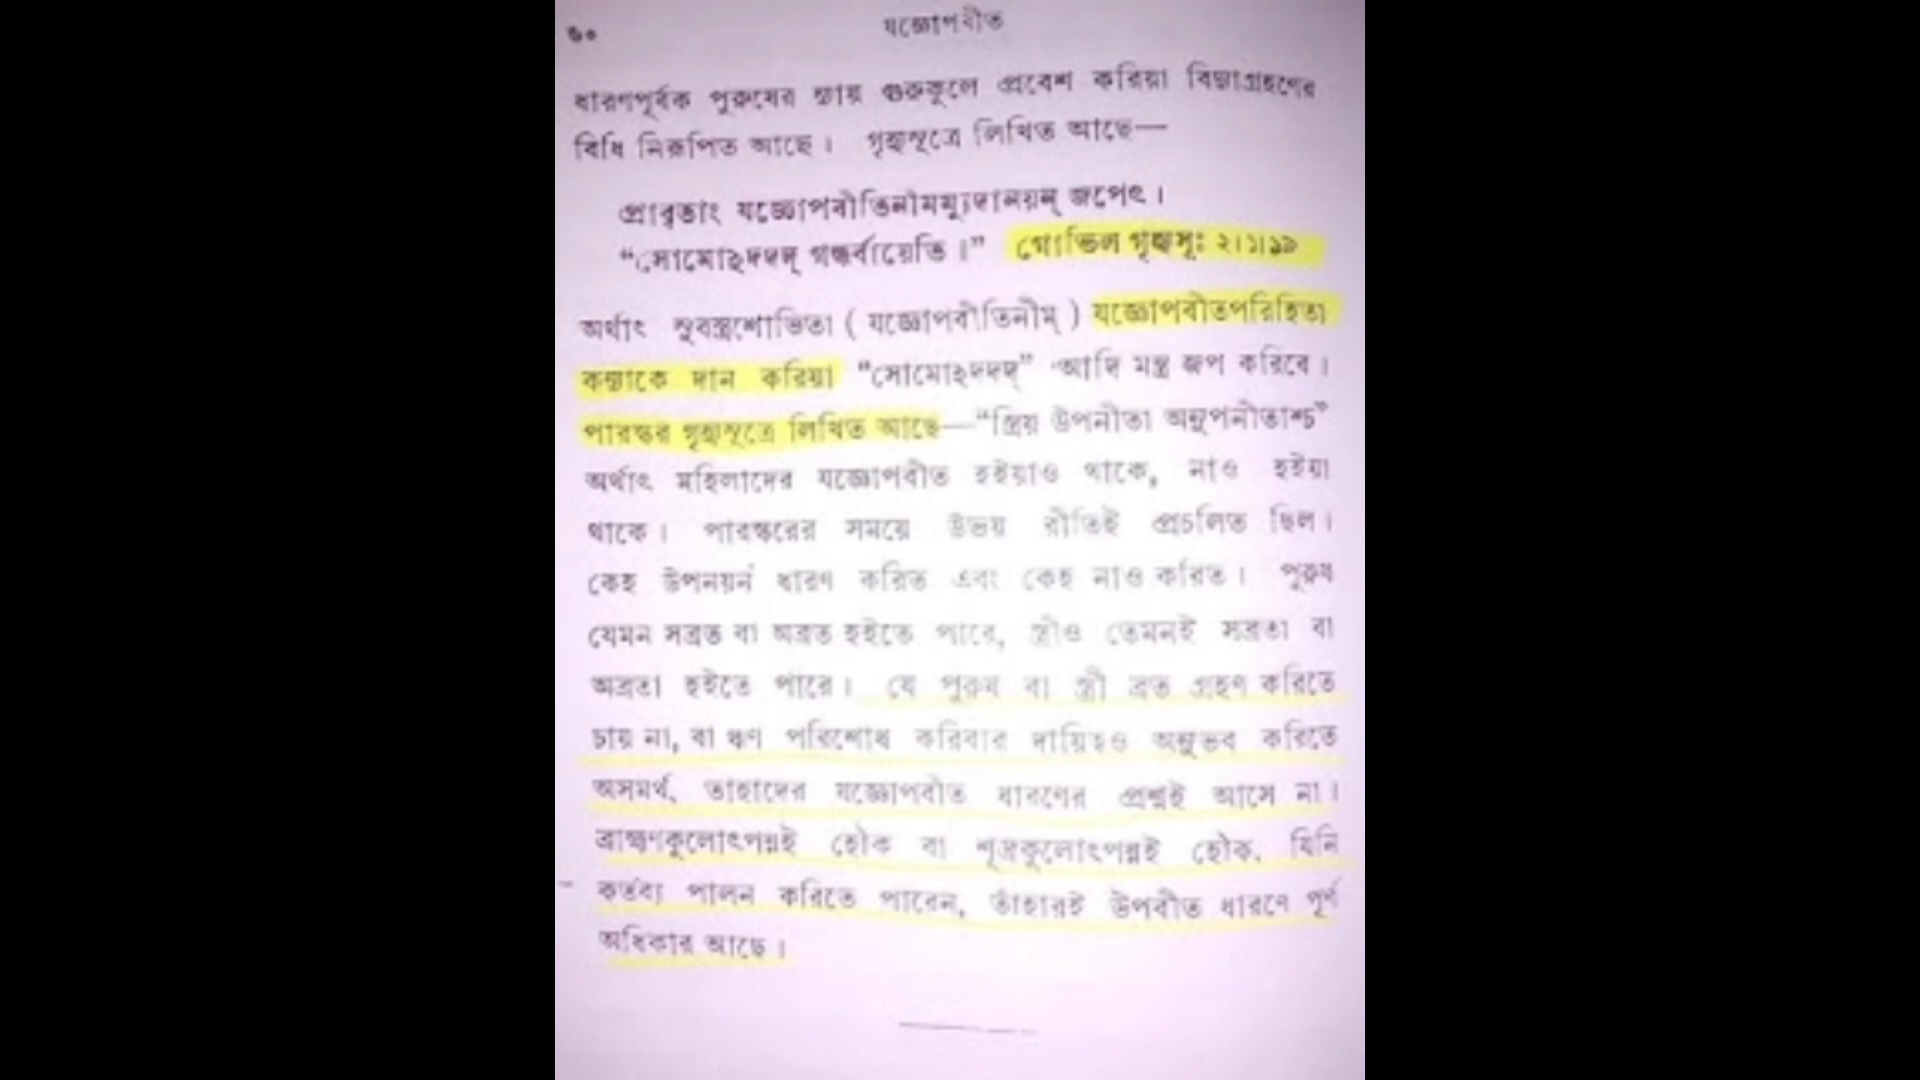 ৬০
যজ্ঞোপবীত
ধারণপূর্বক পুরুষের ন্যায় গুরুকুলে প্রবেশ করিয়া বিদ্যাগ্রহণের
বিধি নিরূপিত আছে। গৃহ্যসূত্রে লিখিত আছে—
প্রাবৃতাং যজ্ঞোপবীতিনীমভ্যুদানয়ন্ জপেৎ।
“সোমোঽদদদ্ গন্ধর্বায়েতি।” গোভিল গৃহ্যসূঃ ২।১।১৯
অর্থাৎ সুবস্ত্রশোভিতা ( যজ্ঞোপবীতিনীম্ ) যজ্ঞোপবীতপরিহিতা
কন্যাকে দান করিয়া “সোমোঽদদদ্” আদি মন্ত্র জপ করিবে।
পারস্কর গৃহ্যসূত্রে লিখিত আছে—“স্ত্রিয় উপনীতা অনুপনীতাশ্চ”
অর্থাৎ মহিলাদের যজ্ঞোপবীত হইয়াও থাকে, নাও হইয়া
থাকে। পারস্করের সময়ে উভয় রীতিই প্রচলিত ছিল।
কেহ উপনয়ন ধারণ করিত এবং কেহ নাও করিত। পুরুষ
যেমন সব্রত বা অব্রত হইতে পারে, স্ত্রীও তেমনই সব্রতা বা
অব্রতা হইতে পারে। যে পুরুষ বা স্ত্রী ব্রত গ্রহণ করিতে
চায় না, বা ঋণ পরিশোধ করিবার দায়িত্বও অনুভব করিতে
অসমর্থ, তাহাদের যজ্ঞোপবীত ধারণের প্রশ্নই আসে না।
ব্রাহ্মণকুলোৎপন্নই হৌক বা শূদ্রকুলোৎপন্নই হৌক, যিনি
কর্তব্য পালন করিতে পারেন, তাঁহারই উপবীত ধারণে পূর্ণ
অধিকার আছে।